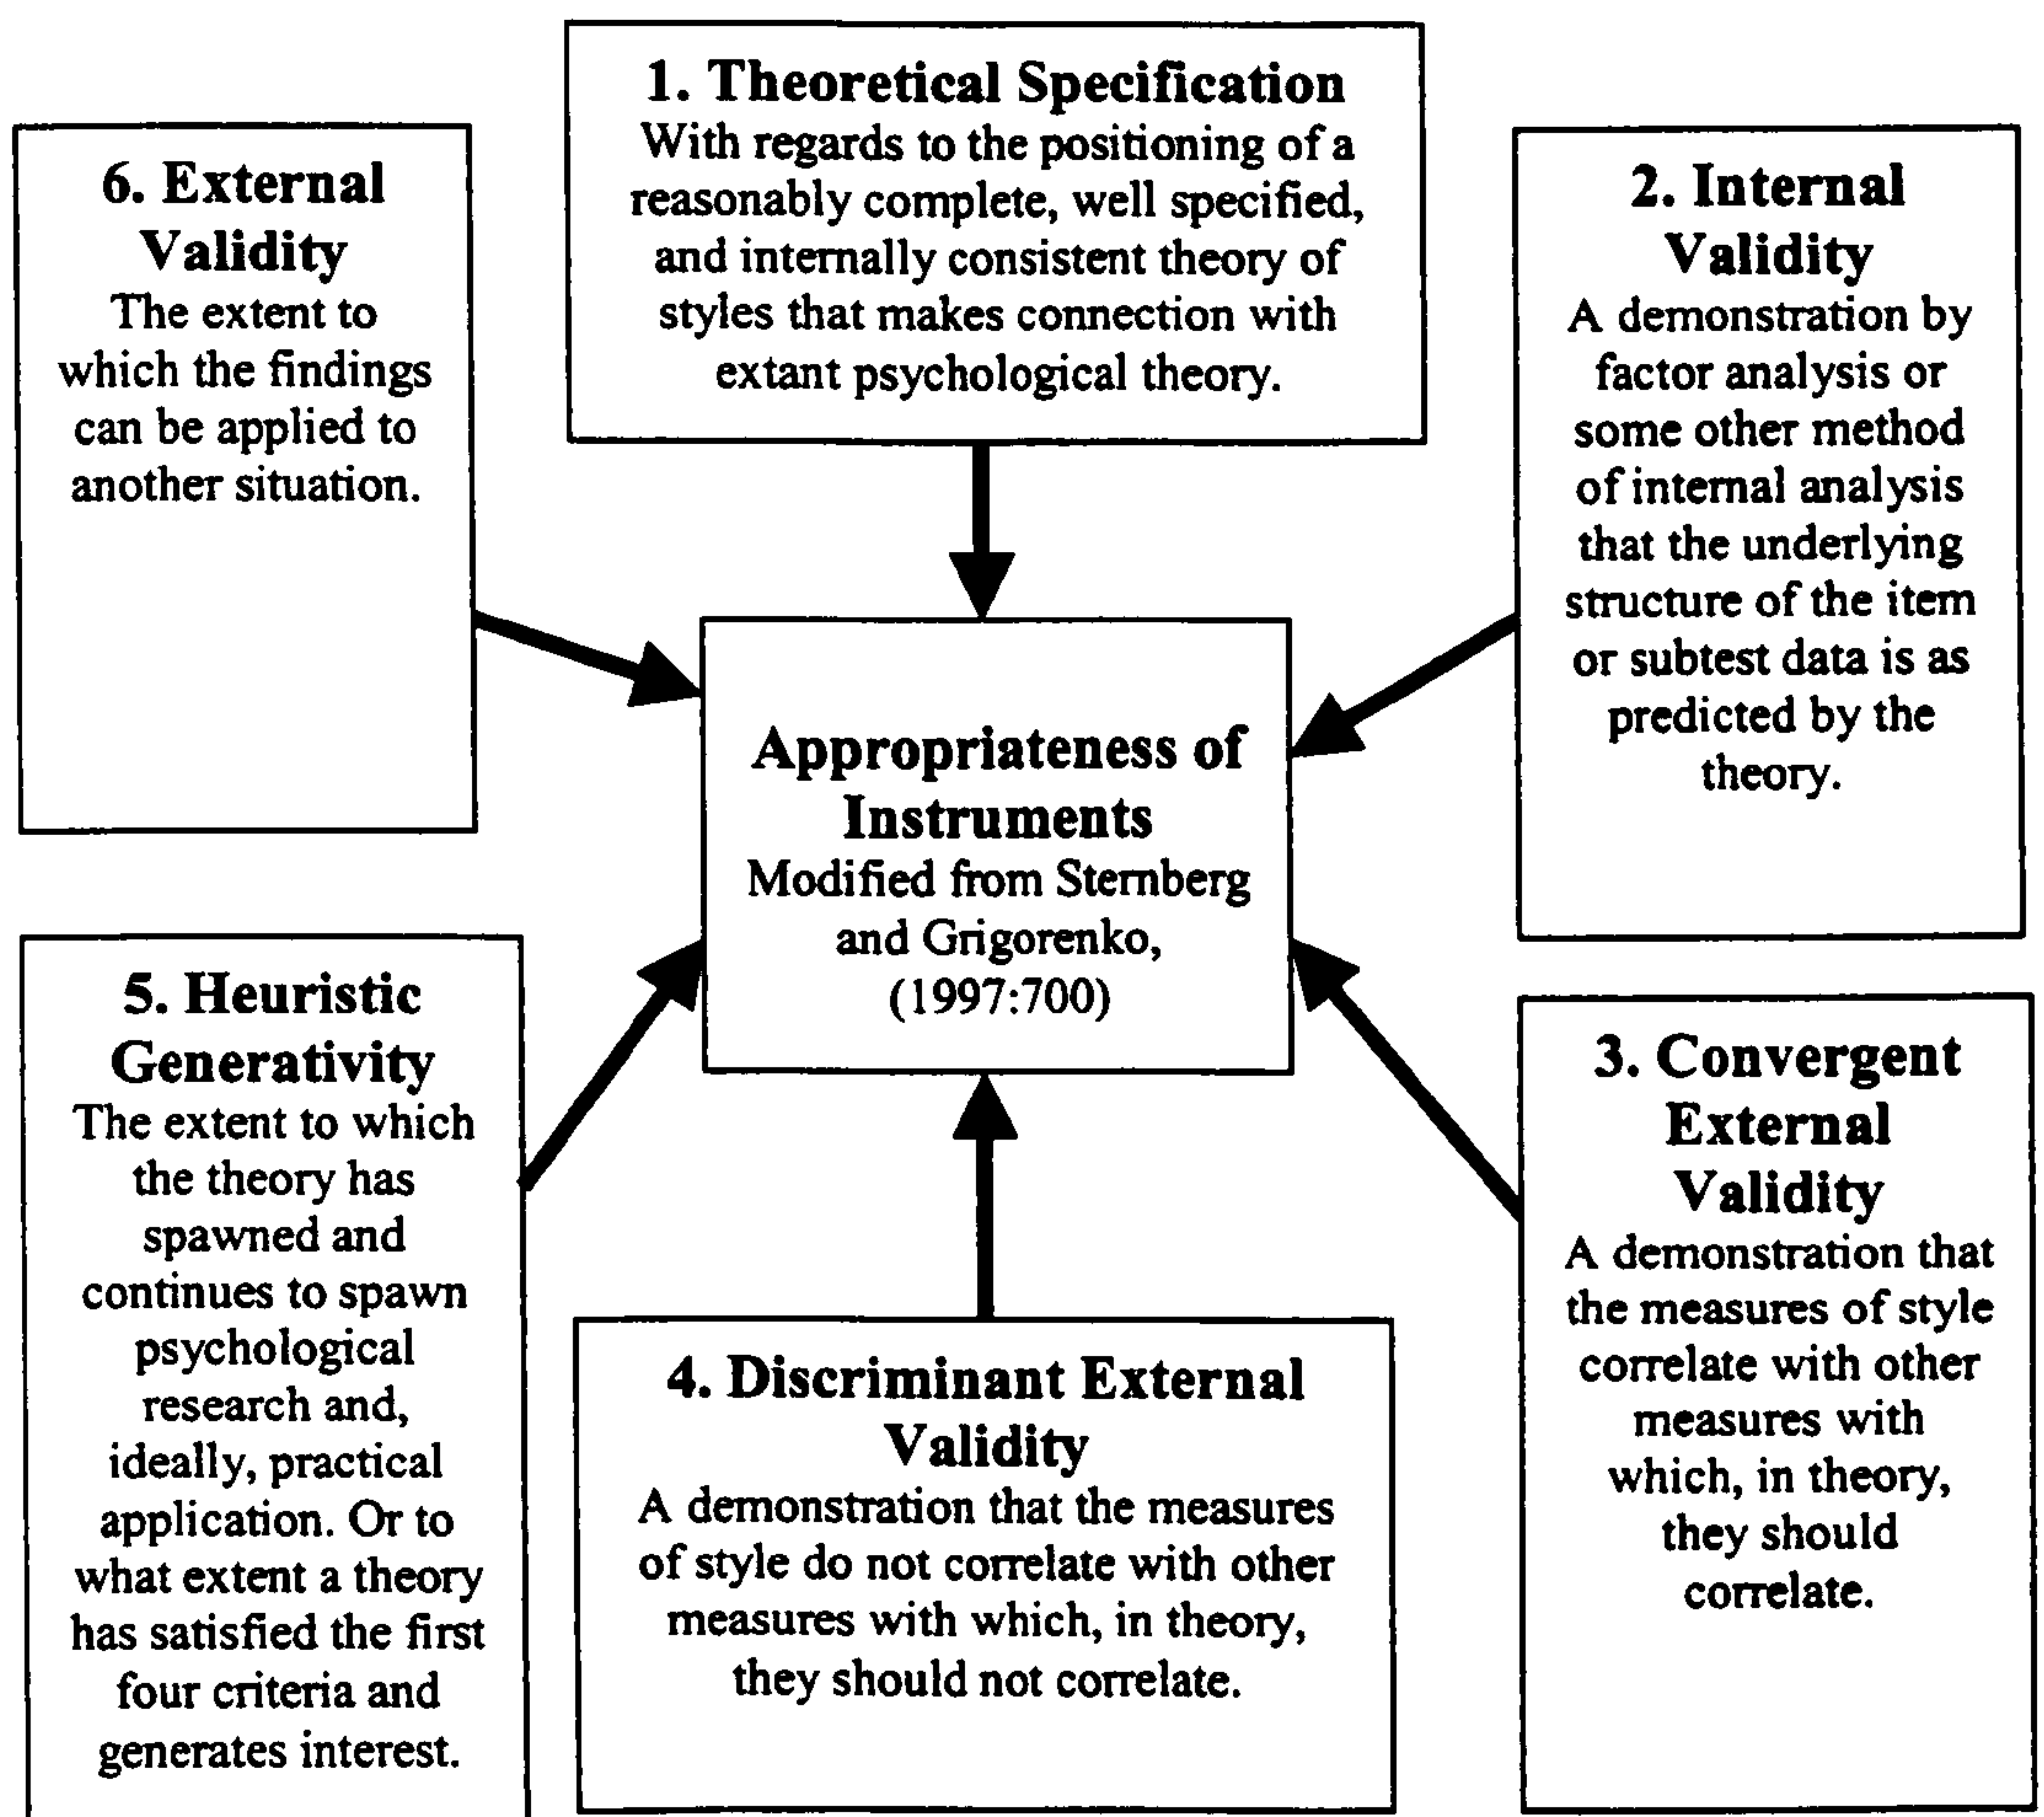 1. Theoretical Specification
With regards to the positioning of a
reasonably complete, well specified,
and internally consistent theory of
styles that makes connection with
extant psychological theory.
2. Internal
Validity
A demonstration by
factor analysis or
some other method
of internal analysis
that the underlying
structure of the item
or subtest data is as
predicted by the
theory.
3. Convergent
External
Validity
A demonstration that
the measures of style
correlate with other
measures with
which, in theory,
they should
correlate.
4. Discriminant External
Validity
A demonstration that the measures
of style do not correlate with other
measures with which, in theory,
they should not correlate.
5. Heuristic
Generativity
The extent to which
the theory has
spawned and
continues to spawn
psychological
research and,
ideally, practical
application. Or to
what extent a theory
has satisfied the first
four criteria and
generates interest.
6. External
Validity
The extent to
which the findings
can be applied to
another situation.
Appropriateness of
Instruments
Modified from Sternberg
and Grigorenko,
(1997:700)